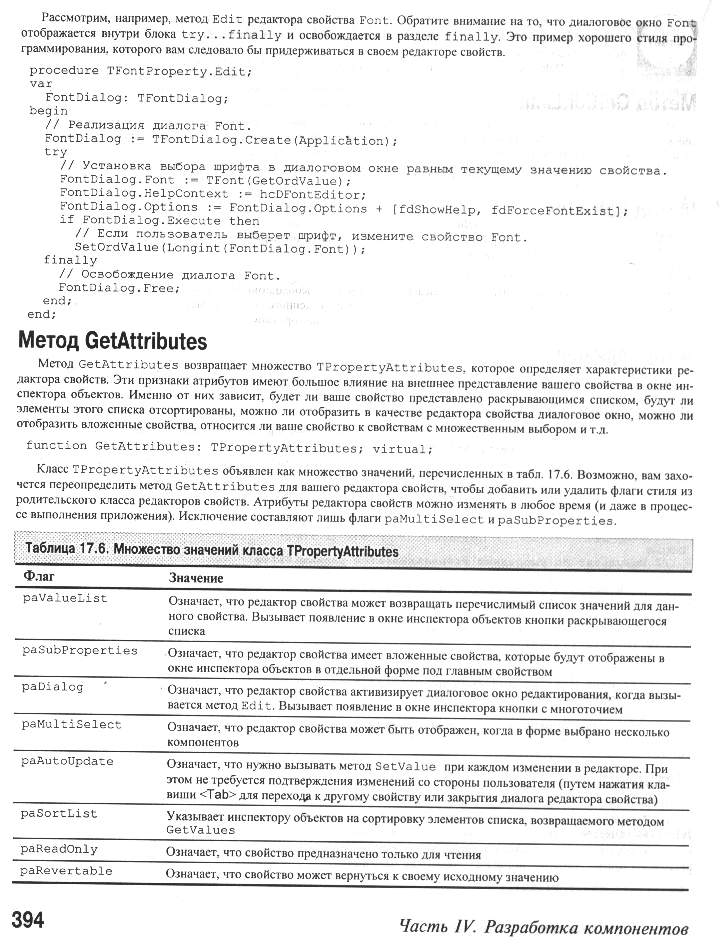 Рассмотрим, например, метод Edit редактора свойства Font. Обратите внимание на то, что диалоговое окно Font
отображается внутри блока try...finally и освобождается в разделе finally. Это пример хорошего стиля про-
граммирования, которого вам следовало бы придерживаться в своем редакторе свойств.
procedure TFontProperty.Edit;
var
FontDialog: TFontDialog;
begin
// Реализация диалога Font.
FontDialog := TFontDialog.Create(Application);
try
// Установка выбора шрифта в диалоговом окне равным текущему значению свойства.
FontDialog.Font := TFont(GetOrdValue);
FontDialog.HelpContext := hcDFontEditor;
FontDialog.Options := FontDialog.Options + [fdShowHelp, fdForceFontExist];
if FontDialog.Execute then
// Если пользователь выберет шрифт, измените свойство Font.
SetOrdValue(Longint(FontDialog.Font));
finally
// Освобождение диалога Font.
FontDialog.Free;
end;
end;
Метод GetAttributes
Метод GetAttributes возвращает множество TPropertyAttributes, которое определяет характеристики ре-
дактора свойств. Эти признаки атрибутов имеют большое влияние на внешнее представление вашего свойства в окне ин-
спектора объектов. Именно от них зависит, будет ли ваше свойство представлено раскрывающимся списком, будут ли
элементы этого списка отсортированы, можно ли отобразить в качестве редактора свойства диалоговое окно, можно ли
отобразить вложенные свойства, относится ли ваше свойство к свойствам с множественным выбором и т.д.
function GetAttributes: TPropertyAttributes; virtual;
Класс TPropertyAttributes объявлен как множество значений, перечисленных в табл. 17.6. Возможно, вам захо-
чется переопределить метод GetAttributes для вашего редактора свойств, чтобы добавить или удалить флаги стиля из
родительского класса редакторов свойств. Атрибуты редактора свойств можно изменять в любое время (и даже в процес-
се выполнения приложения). Исключение составляют лишь флаги paMultiSelect и paSubProperties.
Таблица 17.6. Множество значений класса TPropertyAttributes
Флаг Значение
paValueList Означает, что редактор свойства может возвращать перечислимый список значений для дан-
ного свойства. Вызывает появление в окне инспектора объектов кнопки раскрывающегося
списка
paSubProperties Означает, что редактор свойства имеет вложенные свойства, которые будут отображены в
окне инспектора объектов в отдельной форме под главным свойством
paDialog Означает, что редактор свойства активизирует диалоговое окно редактирования, когда вызы-
вается метод Edit. Вызывает появление в окне инспектора кнопки с многоточием
paMultiSelect Означает, что редактор свойства может быть отображен, когда в форме выбрано несколько
компонентов
paAutoUpdate Означает, что нужно вызывать метод SetValue при каждом изменении в редакторе. При
этом не требуется подтверждения изменений со стороны пользователя (путем нажатия кла-
виши <Tab> для перехода к другому свойству или закрытия диалога редактора свойства)
paSortList Указывает инспектору объектов на сортировку элементов списка, возвращаемого методом
GetValues
paReadOnly Означает, что свойство предназначено только для чтения
paRevertable Означает, что свойство может вернуться к своему исходному значению
394
Часть IV. Разработка компонентов